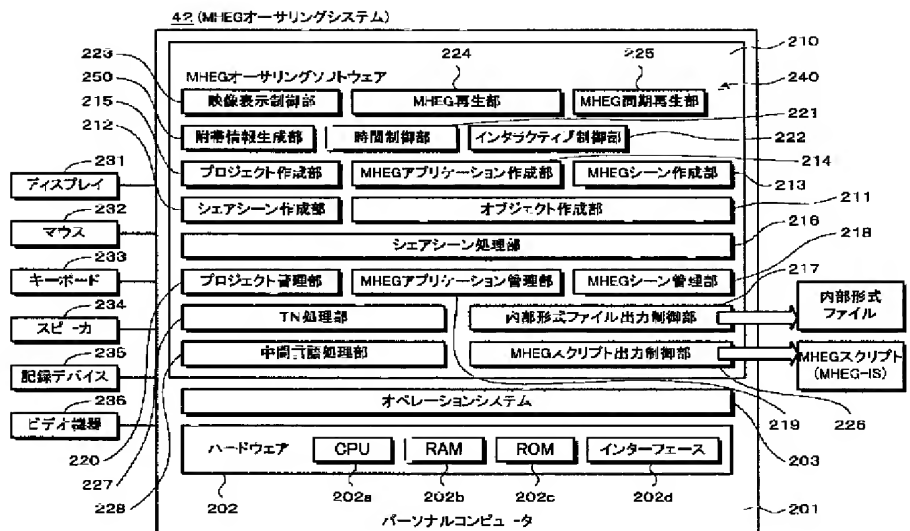 42 (MHEGオーサリングシステム)
223
224
225
210
MHEGオーサリングソフトウェア
250
240
映像表示制御部
MHEG再生部
MHEG同期再生部
215
221
附帯情報生成部
時間制御部
インタラクティブ制御部
222
212
214
231
プロジェクト作成部
MHEGアプリケーション作成部
MHEGシーン作成部
213
ディスプレイ
シェアシーン作成部
オブジェクト作成部
211
232
マウス
シェアシーン処理部
216
233
218
キーボード
プロジェクト管理部
MHEGアプリケーション管理部
MHEGシーン管理部
217
234
内部形式
ファイル
スピーカ
TN処理部
内部形式ファイル出力制御部
235
中間言語処理部
MHEGスクリプト出力制御部
MHEGスクリプト
(MHEG-IS)
記録デバイス
236
オペレーションシステム
ビデオ機器
219
226
220
ハードウェア
CPU
RAM
ROM
インターフェース
203
227
228
202
202a
202b
202c
202d
201
パーソナルコンピュータ